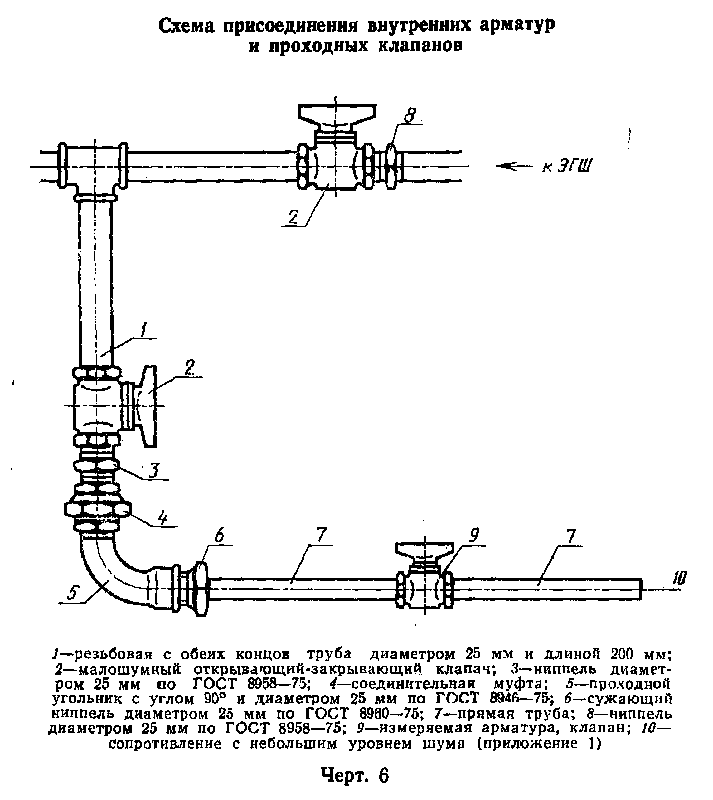 Схема присоединения внутренних арматур
и проходных клапанов
8
← к ЭГШ
2
1
2
3
4
5
6
7
9
7
10
1—резьбовая с обеих концов труба диаметром 25 мм и длиной 200 мм;
2—малошумный открывающий-закрывающий клапан; 3—ниппель диамет-
ром 25 мм по ГОСТ 8958—75; 4—соединительная муфта; 5—проходной
угольник с углом 90° и диаметром 25 мм по ГОСТ 8946—75; 6—сужающий
ниппель диаметром 25 мм по ГОСТ 8960—75; 7—прямая труба; 8—ниппель
диаметром 25 мм по ГОСТ 8958—75; 9—измеряемая арматура, клапан; 10—
сопротивление с небольшим уровнем шума (приложение 1)
Черт. 6